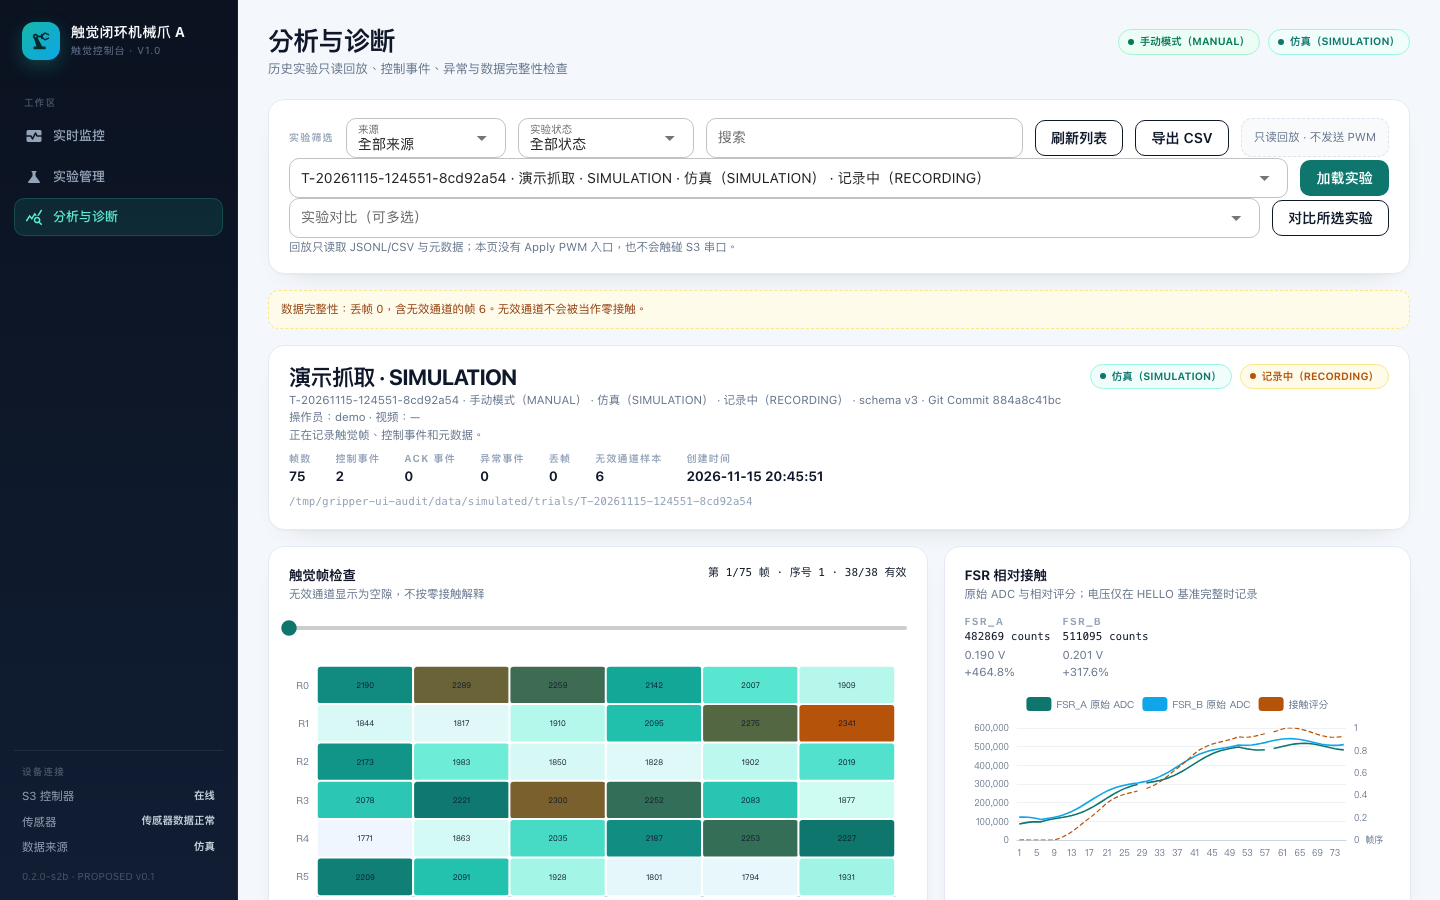 触觉闭环机械爪 A
触觉控制台 · V1.0
工作区
实时监控
实验管理
分析与诊断
设备连接
S3 控制器 在线
传感器 传感器数据正常
数据来源 仿真
0.2.0-s2b · PROPOSED v0.1
分析与诊断
历史实验只读回放、控制事件、异常与数据完整性检查
手动模式（MANUAL）
仿真（SIMULATION）
实验筛选
来源
全部来源
实验状态
全部状态
搜索
刷新列表
导出 CSV
只读回放 · 不发送 PWM
T-20261115-124551-8cd92a54 · 演示抓取 · SIMULATION · 仿真（SIMULATION） · 记录中（RECORDING）
加载实验
实验对比（可多选）
对比所选实验
回放只读取 JSONL/CSV 与元数据；本页没有 Apply PWM 入口，也不会触碰 S3 串口。
数据完整性：丢帧 0，含无效通道的帧 6。无效通道不会被当作零接触。
演示抓取 · SIMULATION
仿真（SIMULATION）
记录中（RECORDING）
T-20261115-124551-8cd92a54 · 手动模式（MANUAL） · 仿真（SIMULATION） · 记录中（RECORDING） · schema v3 · Git Commit 884a8c41bc
操作员：demo · 视频：—
正在记录触觉帧、控制事件和元数据。
帧数 控制事件 ACK 事件 异常事件 丢帧 无效通道样本 创建时间
75 2 0 0 0 6 2026-11-15 20:45:51
/tmp/gripper-ui-audit/data/simulated/trials/T-20261115-124551-8cd92a54
触觉帧检查
无效通道显示为空隙，不按零接触解释
第 1/75 帧 · 序号 1 · 38/38 有效
R0 2190 2289 2259 2142 2007 1909
R1 1844 1817 1910 2095 2275 2341
R2 2173 1983 1850 1828 1902 2019
R3 2078 2221 2300 2252 2083 1877
R4 1771 1863 2035 2187 2253 2227
R5 2209 2091 1928 1801 1794 1931
FSR 相对接触
原始 ADC 与相对评分；电压仅在 HELLO 基准完整时记录
FSR_A FSR_B
482869 counts 511095 counts
0.190 V 0.201 V
+464.8% +317.6%
FSR_A 原始 ADC FSR_B 原始 ADC 接触评分
600,000 1
500,000 0.8
400,000 0.6
300,000 0.4
200,000 0.2
100,000
0 0 帧序
1 5 9 13 17 21 25 29 33 37 41 45 49 53 57 61 65 69 73